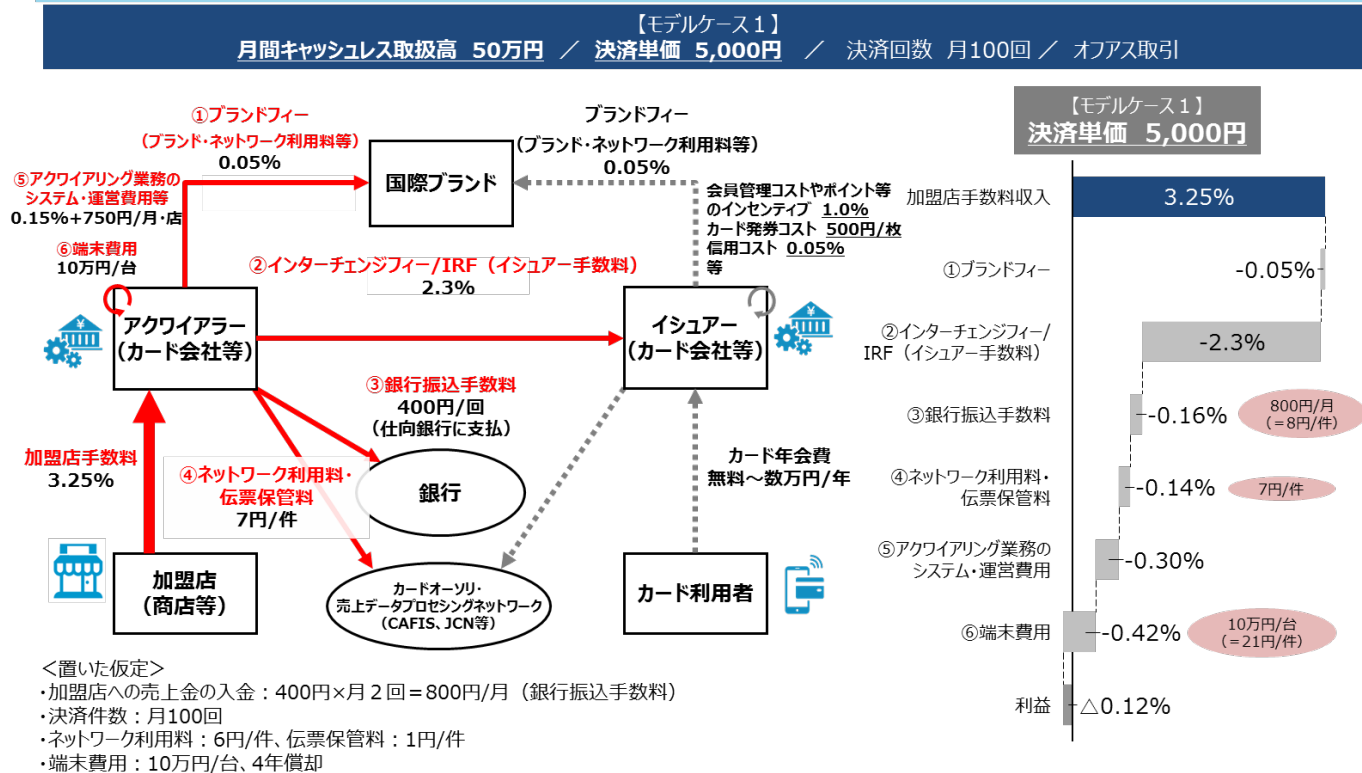 【モデルケース１】
月間キャッシュレス取扱高 50万円 ／ 決済単価 5,000円 ／ 決済回数 月100回 ／ オフアス取引
①ブランドフィー
（ブランド・ネットワーク利用料等）
0.05%
ブランドフィー
（ブランド・ネットワーク利用料等）
0.05%
国際ブランド
⑤アクワイアリング業務の
システム・運営費用等
0.15%+750円/月・店
⑥端末費用
10万円/台
会員管理コストやポイント等
のインセンティブ 1.0%
カード発券コスト 500円/枚
信用コスト 0.05%
等
②インターチェンジフィー/IRF（イシュアー手数料）
2.3%
アクワイアラー
（カード会社等）
イシュアー
（カード会社等）
③銀行振込手数料
400円/回
（仕向銀行に支払）
加盟店手数料
3.25%
④ネットワーク利用料・
伝票保管料
7円/件
銀行
カード年会費
無料～数万円/年
加盟店
（商店等）
カードオーソリ・
売上データプロセシングネットワーク
（CAFIS、JCN等）
カード利用者
＜置いた仮定＞
・加盟店への売上金の入金：400円×月２回＝800円/月（銀行振込手数料）
・決済件数：月100回
・ネットワーク利用料：6円/件、伝票保管料：1円/件
・端末費用：10万円/台、4年償却
【モデルケース１】
決済単価 5,000円
加盟店手数料収入
3.25%
①ブランドフィー
-0.05%
②インターチェンジフィー/
IRF（イシュアー手数料）
-2.3%
③銀行振込手数料
-0.16%
800円/月
（＝8円/件）
④ネットワーク利用料・
伝票保管料
-0.14%
7円/件
⑤アクワイアリング業務の
システム・運営費用
-0.30%
⑥端末費用
-0.42%
10万円/台
（＝21円/件）
利益
△0.12%